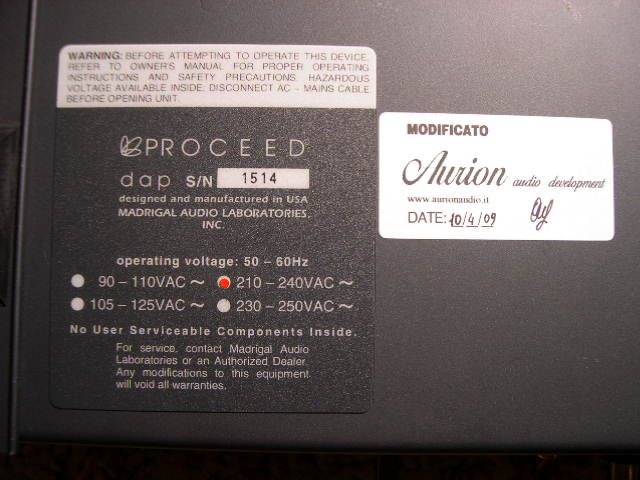 WARNING: BEFORE ATTEMPTING TO OPERATE THIS DEVICE,
REFER TO OWNER'S MANUAL FOR PROPER OPERATING
INSTRUCTIONS AND SAFETY PRECAUTIONS. HAZARDOUS
VOLTAGE AVAILABLE INSIDE: DISCONNECT AC - MAINS CABLE
BEFORE OPENING UNIT.
PROCEED
dap S/N 1514
designed and manufactured in USA
MADRIGAL AUDIO LABORATORIES,
INC.
operating voltage: 50 – 60Hz
90 – 110VAC ~ 210 – 240VAC ~
105 – 125VAC ~ 230 – 250VAC ~
No User Serviceable Components Inside.
For service, contact Madrigal Audio
Laboratories or an Authorized Dealer.
Any modifications to this equipment
will void all warranties.
MODIFICATO
Aurion audio development
www.aurionaudio.it
DATE: 10/4/09